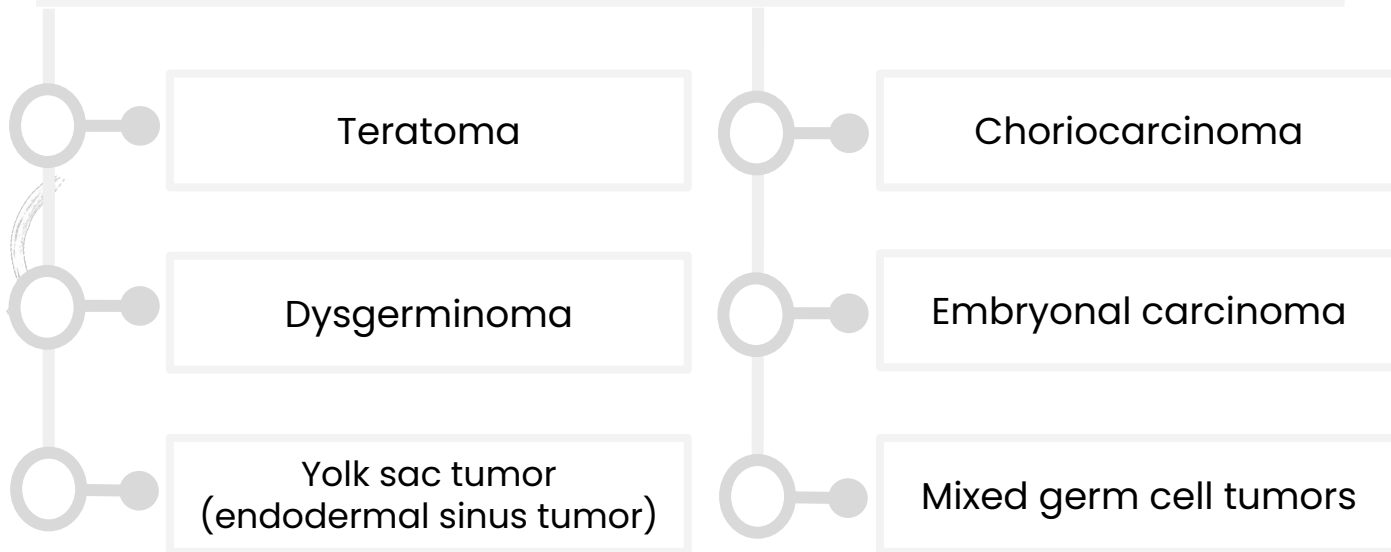 Teratoma
Dysgerminoma
Yolk sac tumor
(endodermal sinus tumor)
Choriocarcinoma
Embryonal carcinoma
Mixed germ cell tumors